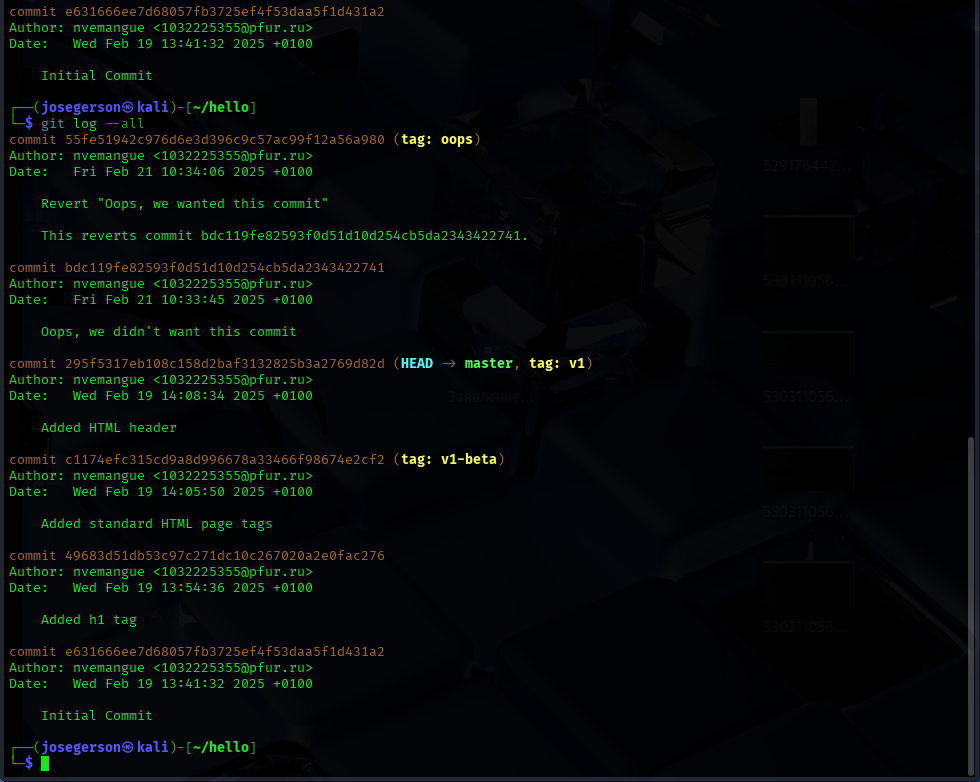 commit e631666ee7d68057fb3725ef4f53daa5f1d431a2
Author: nvemangue <1032225355@pfur.ru>
Date:   Wed Feb 19 13:41:32 2025 +0100

    Initial Commit

┌──(josegerson㉿kali)-[~/hello]
└─$ git log --all
commit 55fe51942c976d6e3d396c9c57ac99f12a56a980 (tag: oops)
Author: nvemangue <1032225355@pfur.ru>
Date:   Fri Feb 21 10:34:06 2025 +0100

    Revert "Oops, we wanted this commit"

    This reverts commit bdc119fe82593f0d51d10d254cb5da2343422741.

commit bdc119fe82593f0d51d10d254cb5da2343422741
Author: nvemangue <1032225355@pfur.ru>
Date:   Fri Feb 21 10:33:45 2025 +0100

    Oops, we didn't want this commit

commit 295f5317eb108c158d2baf3132825b3a2769d82d (HEAD -> master, tag: v1)
Author: nvemangue <1032225355@pfur.ru>
Date:   Wed Feb 19 14:08:34 2025 +0100

    Added HTML header

commit c1174efc315cd9a8d996678a33466f98674e2cf2 (tag: v1-beta)
Author: nvemangue <1032225355@pfur.ru>
Date:   Wed Feb 19 14:05:50 2025 +0100

    Added standard HTML page tags

commit 49683d51db53c97c271dc10c267020a2e0fac276
Author: nvemangue <1032225355@pfur.ru>
Date:   Wed Feb 19 13:54:36 2025 +0100

    Added h1 tag

commit e631666ee7d68057fb3725ef4f53daa5f1d431a2
Author: nvemangue <1032225355@pfur.ru>
Date:   Wed Feb 19 13:41:32 2025 +0100

    Initial Commit

┌──(josegerson㉿kali)-[~/hello]
└─$
529176442...
530311056...
Заявление...
530311056...
530311056...
530311056...